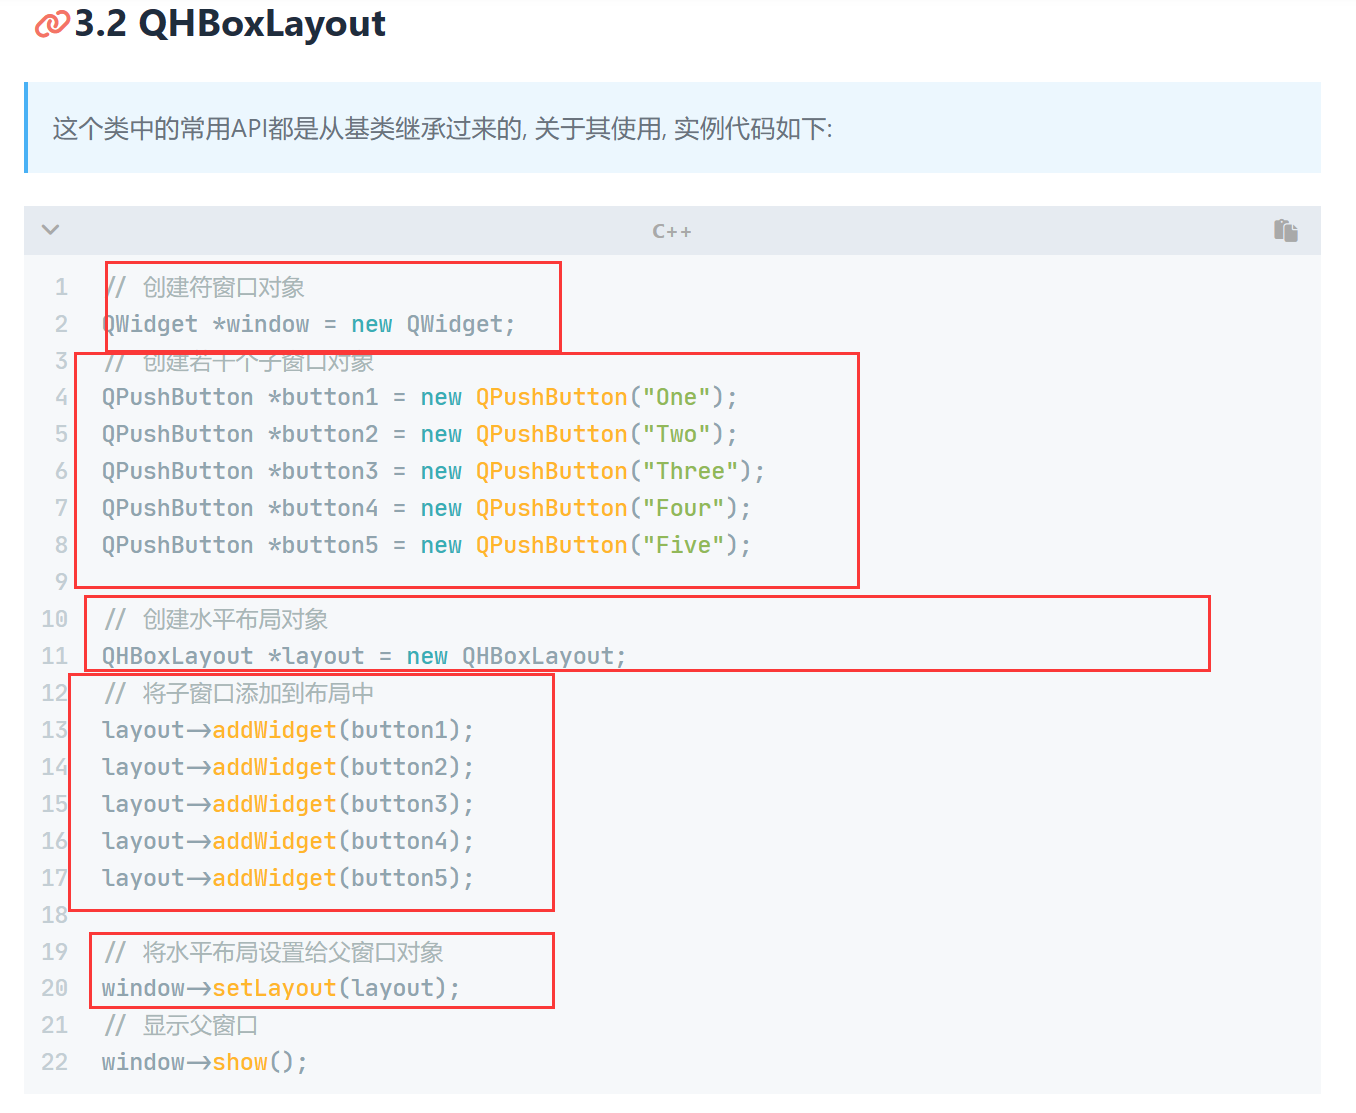 3.2 QHBoxLayout
这个类中的常用API都是从基类继承过来的, 关于其使用, 实例代码如下:
C++
1 // 创建符窗口对象
2 QWidget *window = new QWidget;
3 // 创建若干个子窗口对象
4 QPushButton *button1 = new QPushButton("One");
5 QPushButton *button2 = new QPushButton("Two");
6 QPushButton *button3 = new QPushButton("Three");
7 QPushButton *button4 = new QPushButton("Four");
8 QPushButton *button5 = new QPushButton("Five");
9
10 // 创建水平布局对象
11 QHBoxLayout *layout = new QHBoxLayout;
12 // 将子窗口添加到布局中
13 layout->addWidget(button1);
14 layout->addWidget(button2);
15 layout->addWidget(button3);
16 layout->addWidget(button4);
17 layout->addWidget(button5);
18
19 // 将水平布局设置给父窗口对象
20 window->setLayout(layout);
21 // 显示父窗口
22 window->show();